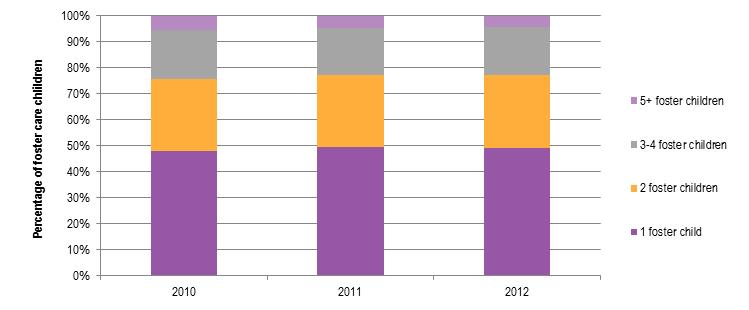 100%
90%
80%
70%
60%
50%
40%
30%
20%
10%
0%
Percentage of foster care chilidren
2010
2011
2012
5+ foster children
3-4 foster children
2 foster children
1 foster child